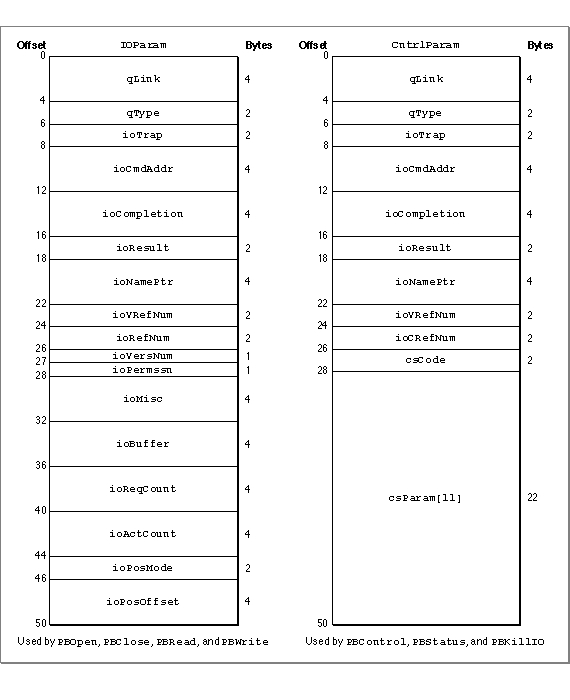 Offset IOParam Bytes
0
qLink 4
4
qType 2
6
ioTrap 2
8
ioCmdAddr 4
12
ioCompletion 4
16
ioResult 2
18
ioNamePtr 4
22
ioVRefNum 2
24
ioRefNum 2
26
ioVersNum 1
27
ioPermssn 1
28
ioMisc 4
32
ioBuffer 4
36
ioReqCount 4
40
ioActCount 4
44
ioPosMode 2
46
ioPosOffset 4
50
Used by PBOpen, PBClose, PBRead, and PBWrite
Offset CntrlParam Bytes
0
qLink 4
4
qType 2
6
ioTrap 2
8
ioCmdAddr 4
12
ioCompletion 4
16
ioResult 2
18
ioNamePtr 4
22
ioVRefNum 2
24
ioCRefNum 2
26
csCode 2
28
csParam[11] 22
50
Used by PBControl, PBStatus, and PBKillIO